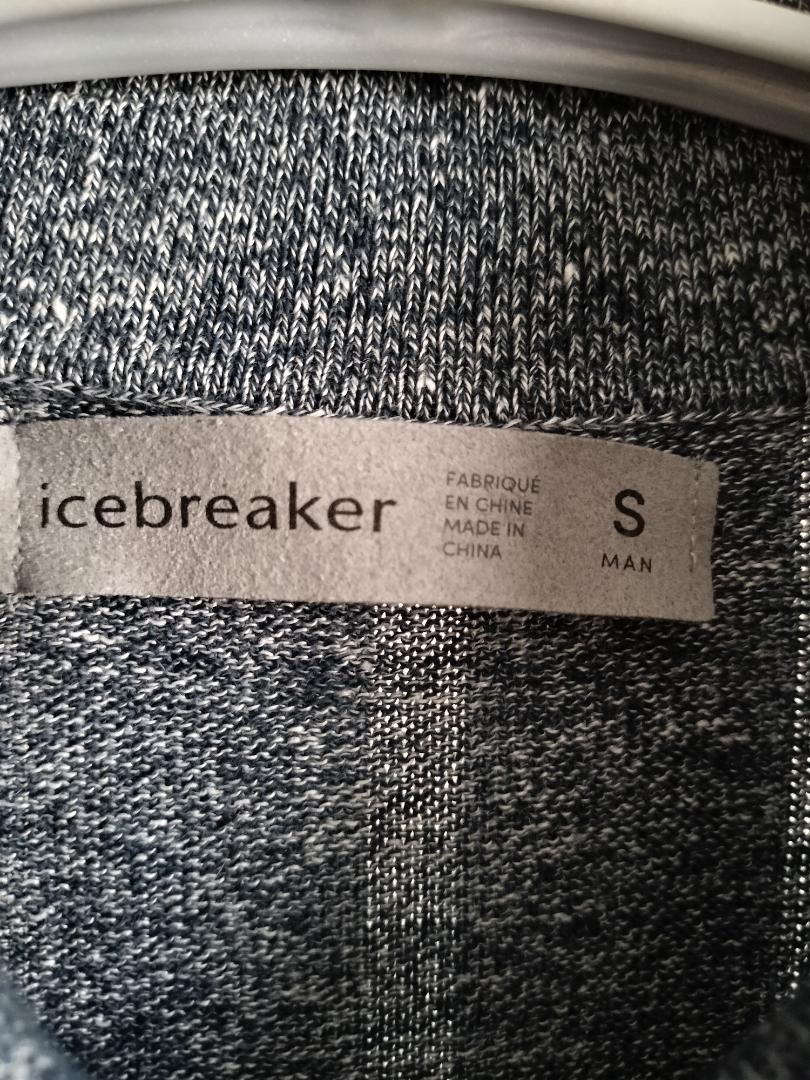 icebreaker
FABRIQUÉ
EN CHINE
MADE IN
CHINA
S
MAN